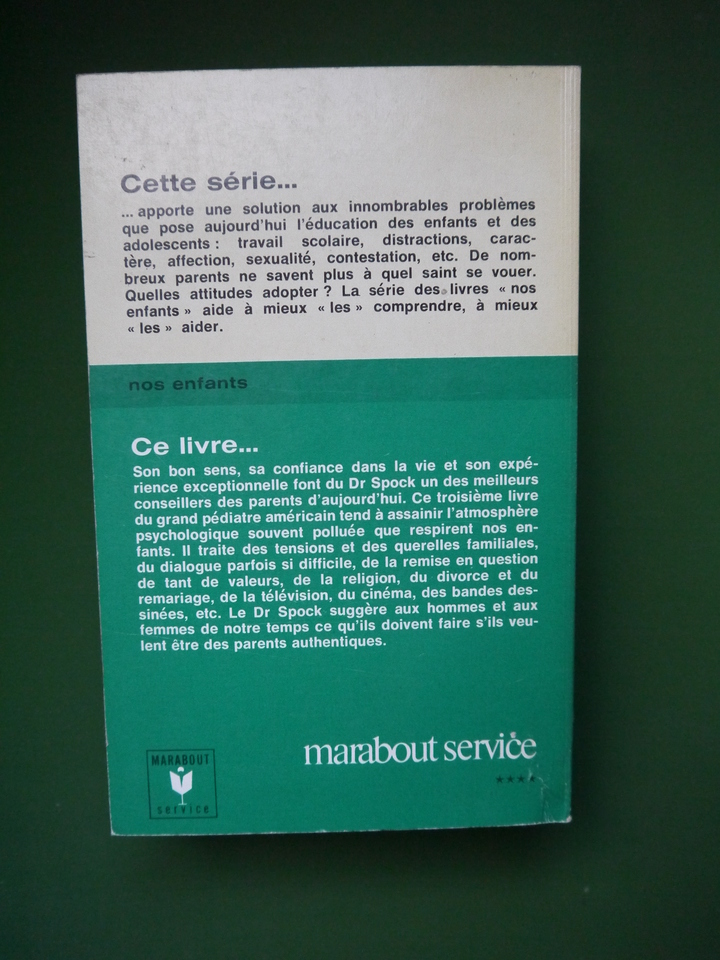 Cette série...
... apporte une solution aux innombrables problèmes
que pose aujourd'hui l'éducation des enfants et des
adolescents : travail scolaire, distractions, carac-
tère, affection, sexualité, contestation, etc. De nom-
breux parents ne savent plus à quel saint se vouer.
Quelles attitudes adopter ? La série des livres « nos
enfants » aide à mieux « les » comprendre, à mieux
« les » aider.
nos enfants
Ce livre...
Son bon sens, sa confiance dans la vie et son expé-
rience exceptionnelle font du Dr Spock un des meilleurs
conseillers des parents d'aujourd'hui. Ce troisième livre
du grand pédiatre américain tend à assainir l'atmosphère
psychologique souvent polluée que respirent nos en-
fants. Il traite des tensions et des querelles familiales,
du dialogue parfois si difficile, de la remise en question
de tant de valeurs, de la religion, du divorce et du
remariage, de la télévision, du cinéma, des bandes des-
sinées, etc. Le Dr Spock suggère aux hommes et aux
femmes de notre temps ce qu'ils doivent faire s'ils veu-
lent être des parents authentiques.
marabout service
★★★★
MARABOUT
service